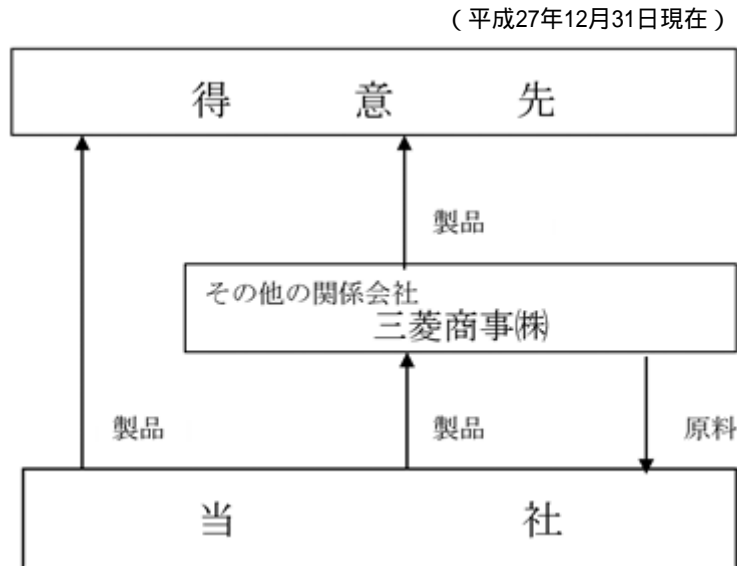 （平成27年12月31日現在）
得意先
製品
その他の関係会社
三菱商事㈱
製品 製品 原料
当社